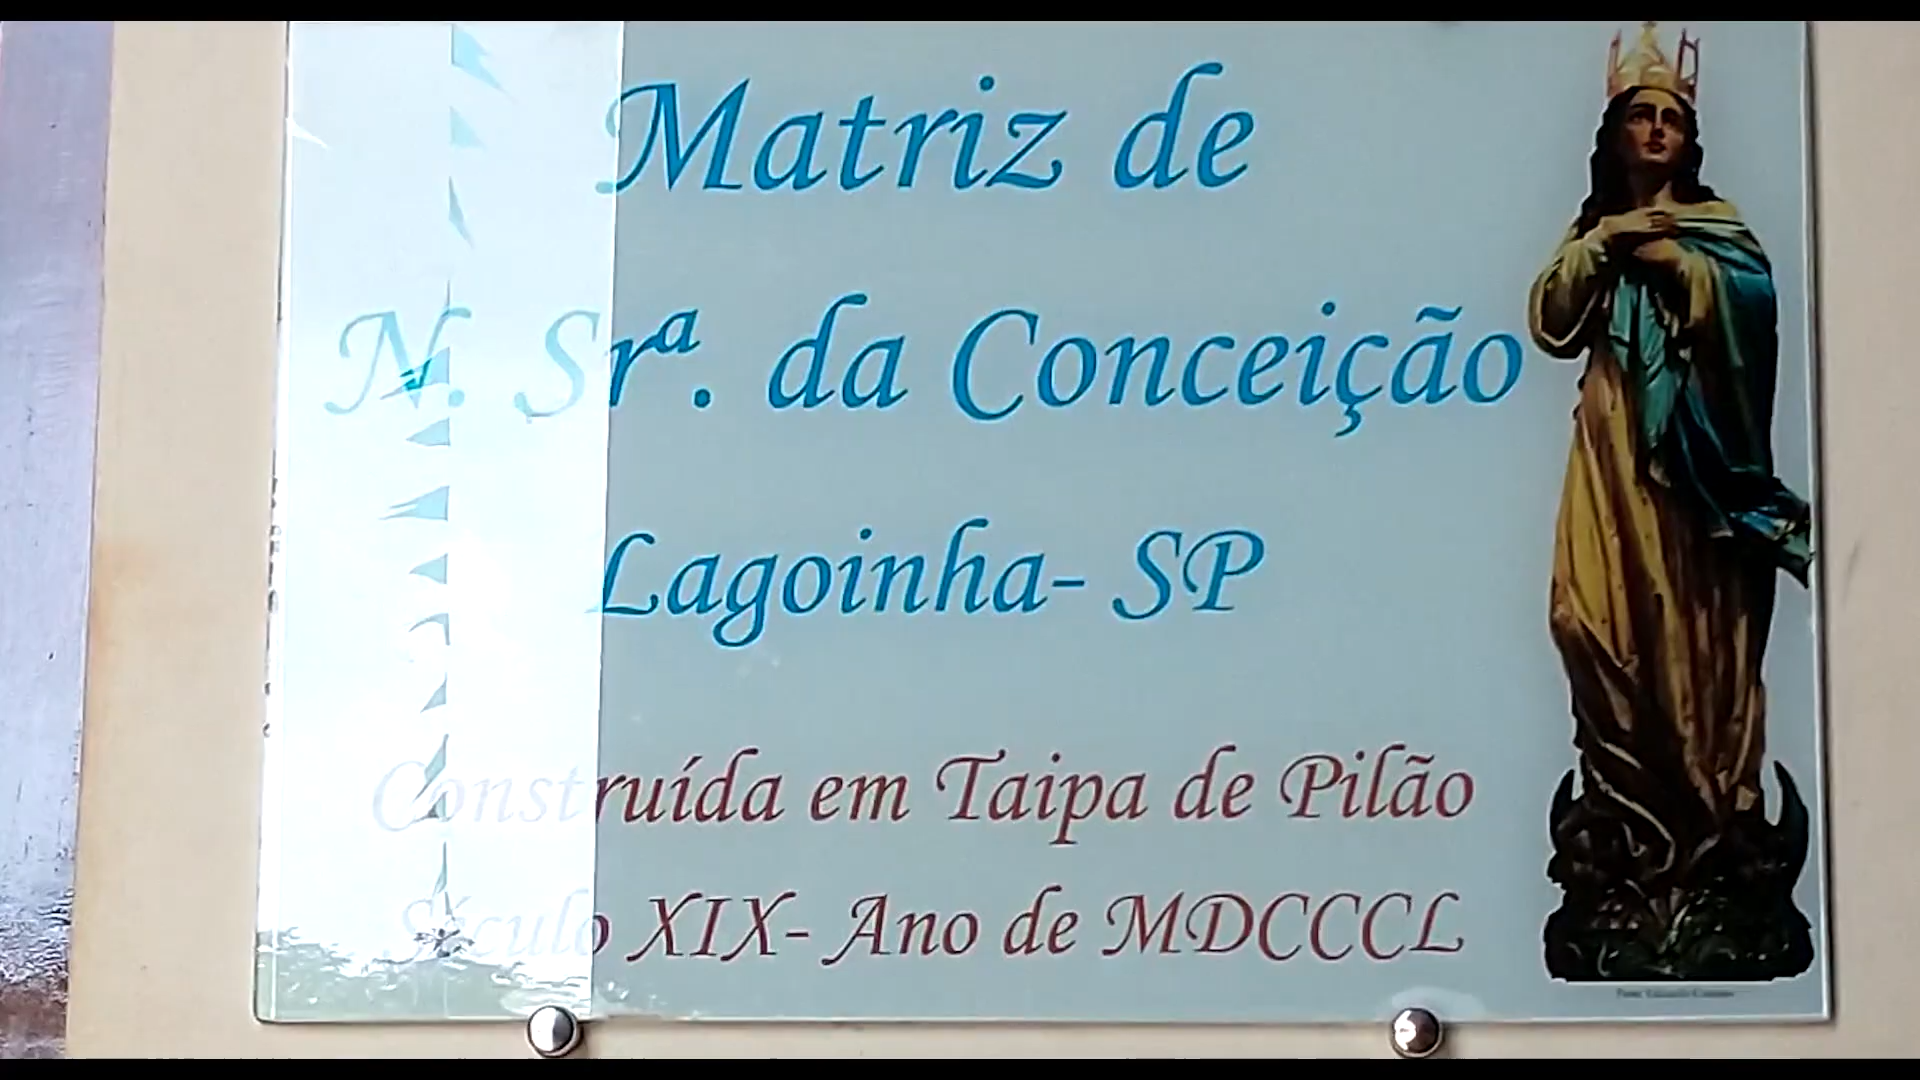 Matriz de
N. Srª. da Conceição
Lagoinha- SP
Construída em Taipa de Pilão
Século XIX- Ano de MDCCCL